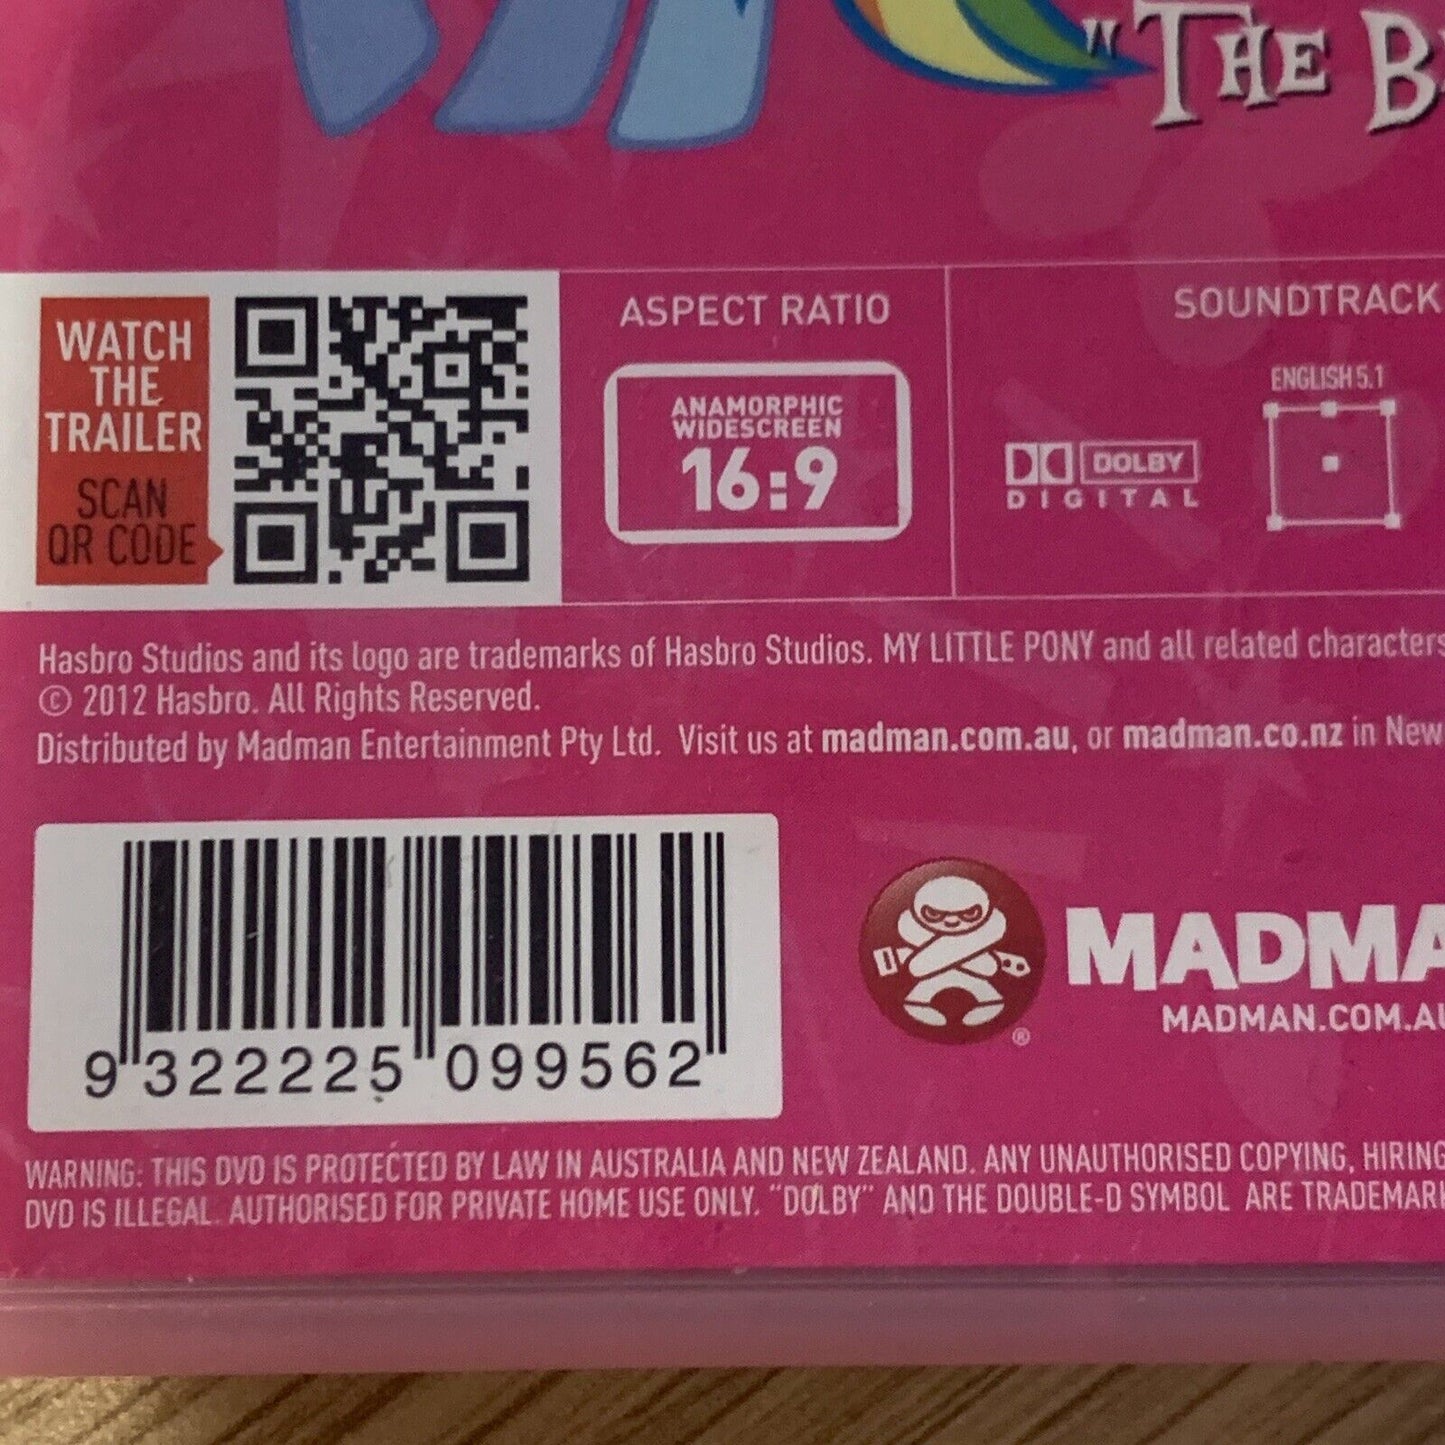 "THE B
WATCH
THE
TRAILER
SCAN
QR CODE
ASPECT RATIO
ANAMORPHIC
WIDESCREEN
16:9
SOUNDTRACK
ENGLISH 5.1
DOLBY
DIGITAL
Hasbro Studios and its logo are trademarks of Hasbro Studios. MY LITTLE PONY and all related characters
© 2012 Hasbro. All Rights Reserved.
Distributed by Madman Entertainment Pty Ltd. Visit us at madman.com.au, or madman.co.nz in New
9 322225 099562
MADMA
MADMAN.COM.AU
®
WARNING: THIS DVD IS PROTECTED BY LAW IN AUSTRALIA AND NEW ZEALAND. ANY UNAUTHORISED COPYING, HIRING
DVD IS ILLEGAL. AUTHORISED FOR PRIVATE HOME USE ONLY. "DOLBY" AND THE DOUBLE-D SYMBOL ARE TRADEMARK